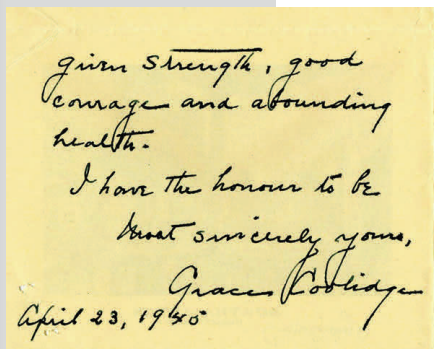 given strength, good
courage and abounding
health.
I have the honour to be
Most sincerely yours,
Grace Coolidge
April 23, 1945